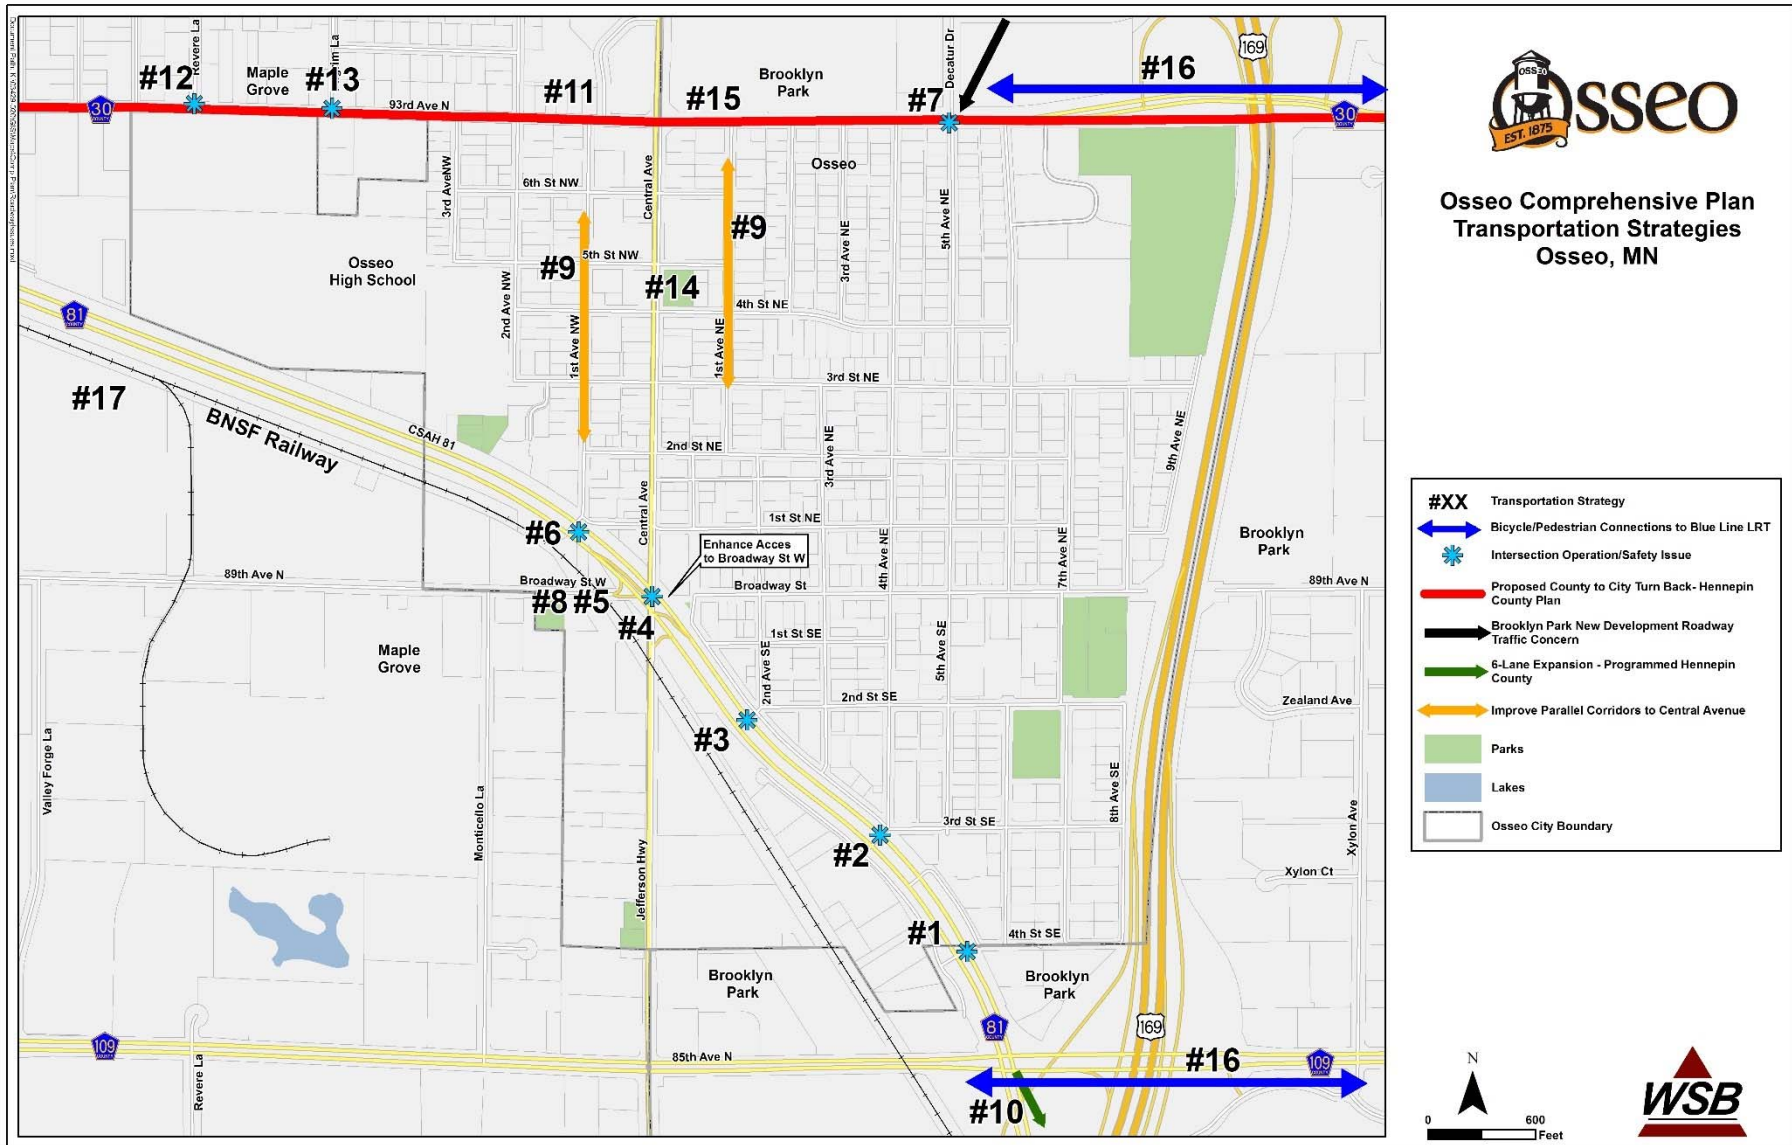 Revere La
#12
Maple
Grove
#13
93rd Ave N
#11
Brooklyn
Park
#15
#7
Decatur Dr
169
#16
30
COUNTY
30
COUNTY
3rd AveNW
6th St NW
Central Ave
Osseo
#9
5th St NW
#9
Osseo
High School
#14
3rd Ave NE
5th Ave NE
2nd Ave NW
4th St NE
1st Ave NW
1st Ave NE
81
COUNTY
3rd St NE
#17
BNSF Railway
CSAH 81
2nd St NE
3rd Ave NE
9th Ave NE
Central Ave
1st St NE
#6
Enhance Acces
to Broadway St W
4th Ave NE
7th Ave NE
Brooklyn
Park
89th Ave N
Broadway St W
Broadway St
89th Ave N
#8
#5
#4
1st St SE
Maple
Grove
2nd Ave SE
5th Ave SE
2nd St SE
Zealand Ave
#3
Valley Forge La
Monticello La
Jefferson Hwy
8th Ave SE
3rd St SE
Xylon Ave
#2
Xylon Ct
#1
4th St SE
Brooklyn
Park
Brooklyn
Park
81
COUNTY
169
109
COUNTY
85th Ave N
#16
109
COUNTY
Revere La
#10
OSSEO
Osseo
EST. 1875
Osseo Comprehensive Plan
Transportation Strategies
Osseo, MN
#XX Transportation Strategy
Bicycle/Pedestrian Connections to Blue Line LRT
Intersection Operation/Safety Issue
Proposed County to City Turn Back- Hennepin
County Plan
Brooklyn Park New Development Roadway
Traffic Concern
6-Lane Expansion - Programmed Hennepin
County
Improve Parallel Corridors to Central Avenue
Parks
Lakes
Osseo City Boundary
N
0 600
Feet
WSB